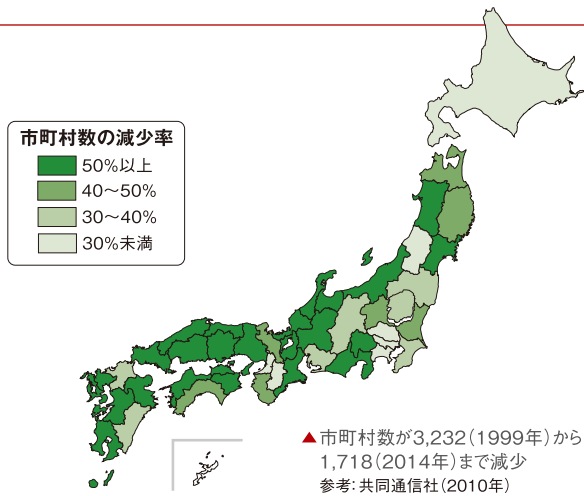 市町村数の減少率
50%以上
40～50%
30～40%
30%未満
▲市町村数が3,232（1999年）から
1,718（2014年）まで減少
参考：共同通信社（2010年）